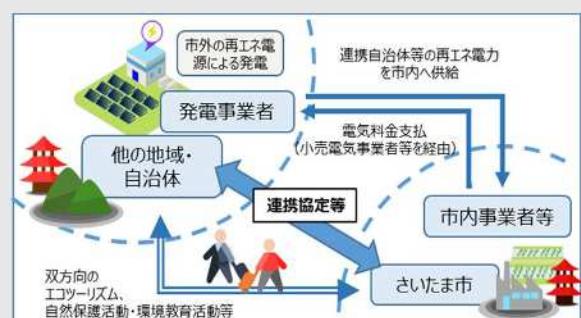 市外の再エネ電
源による発電
発電事業者
他の地域・
自治体
連携自治体等の再エネ電力
を市内へ供給
電気料金支払
(小売電気事業者等を経由)
連携協定等
市内事業者等
さいたま市
双方向の
エコツーリズム、
自然保護活動・環境教育活動等